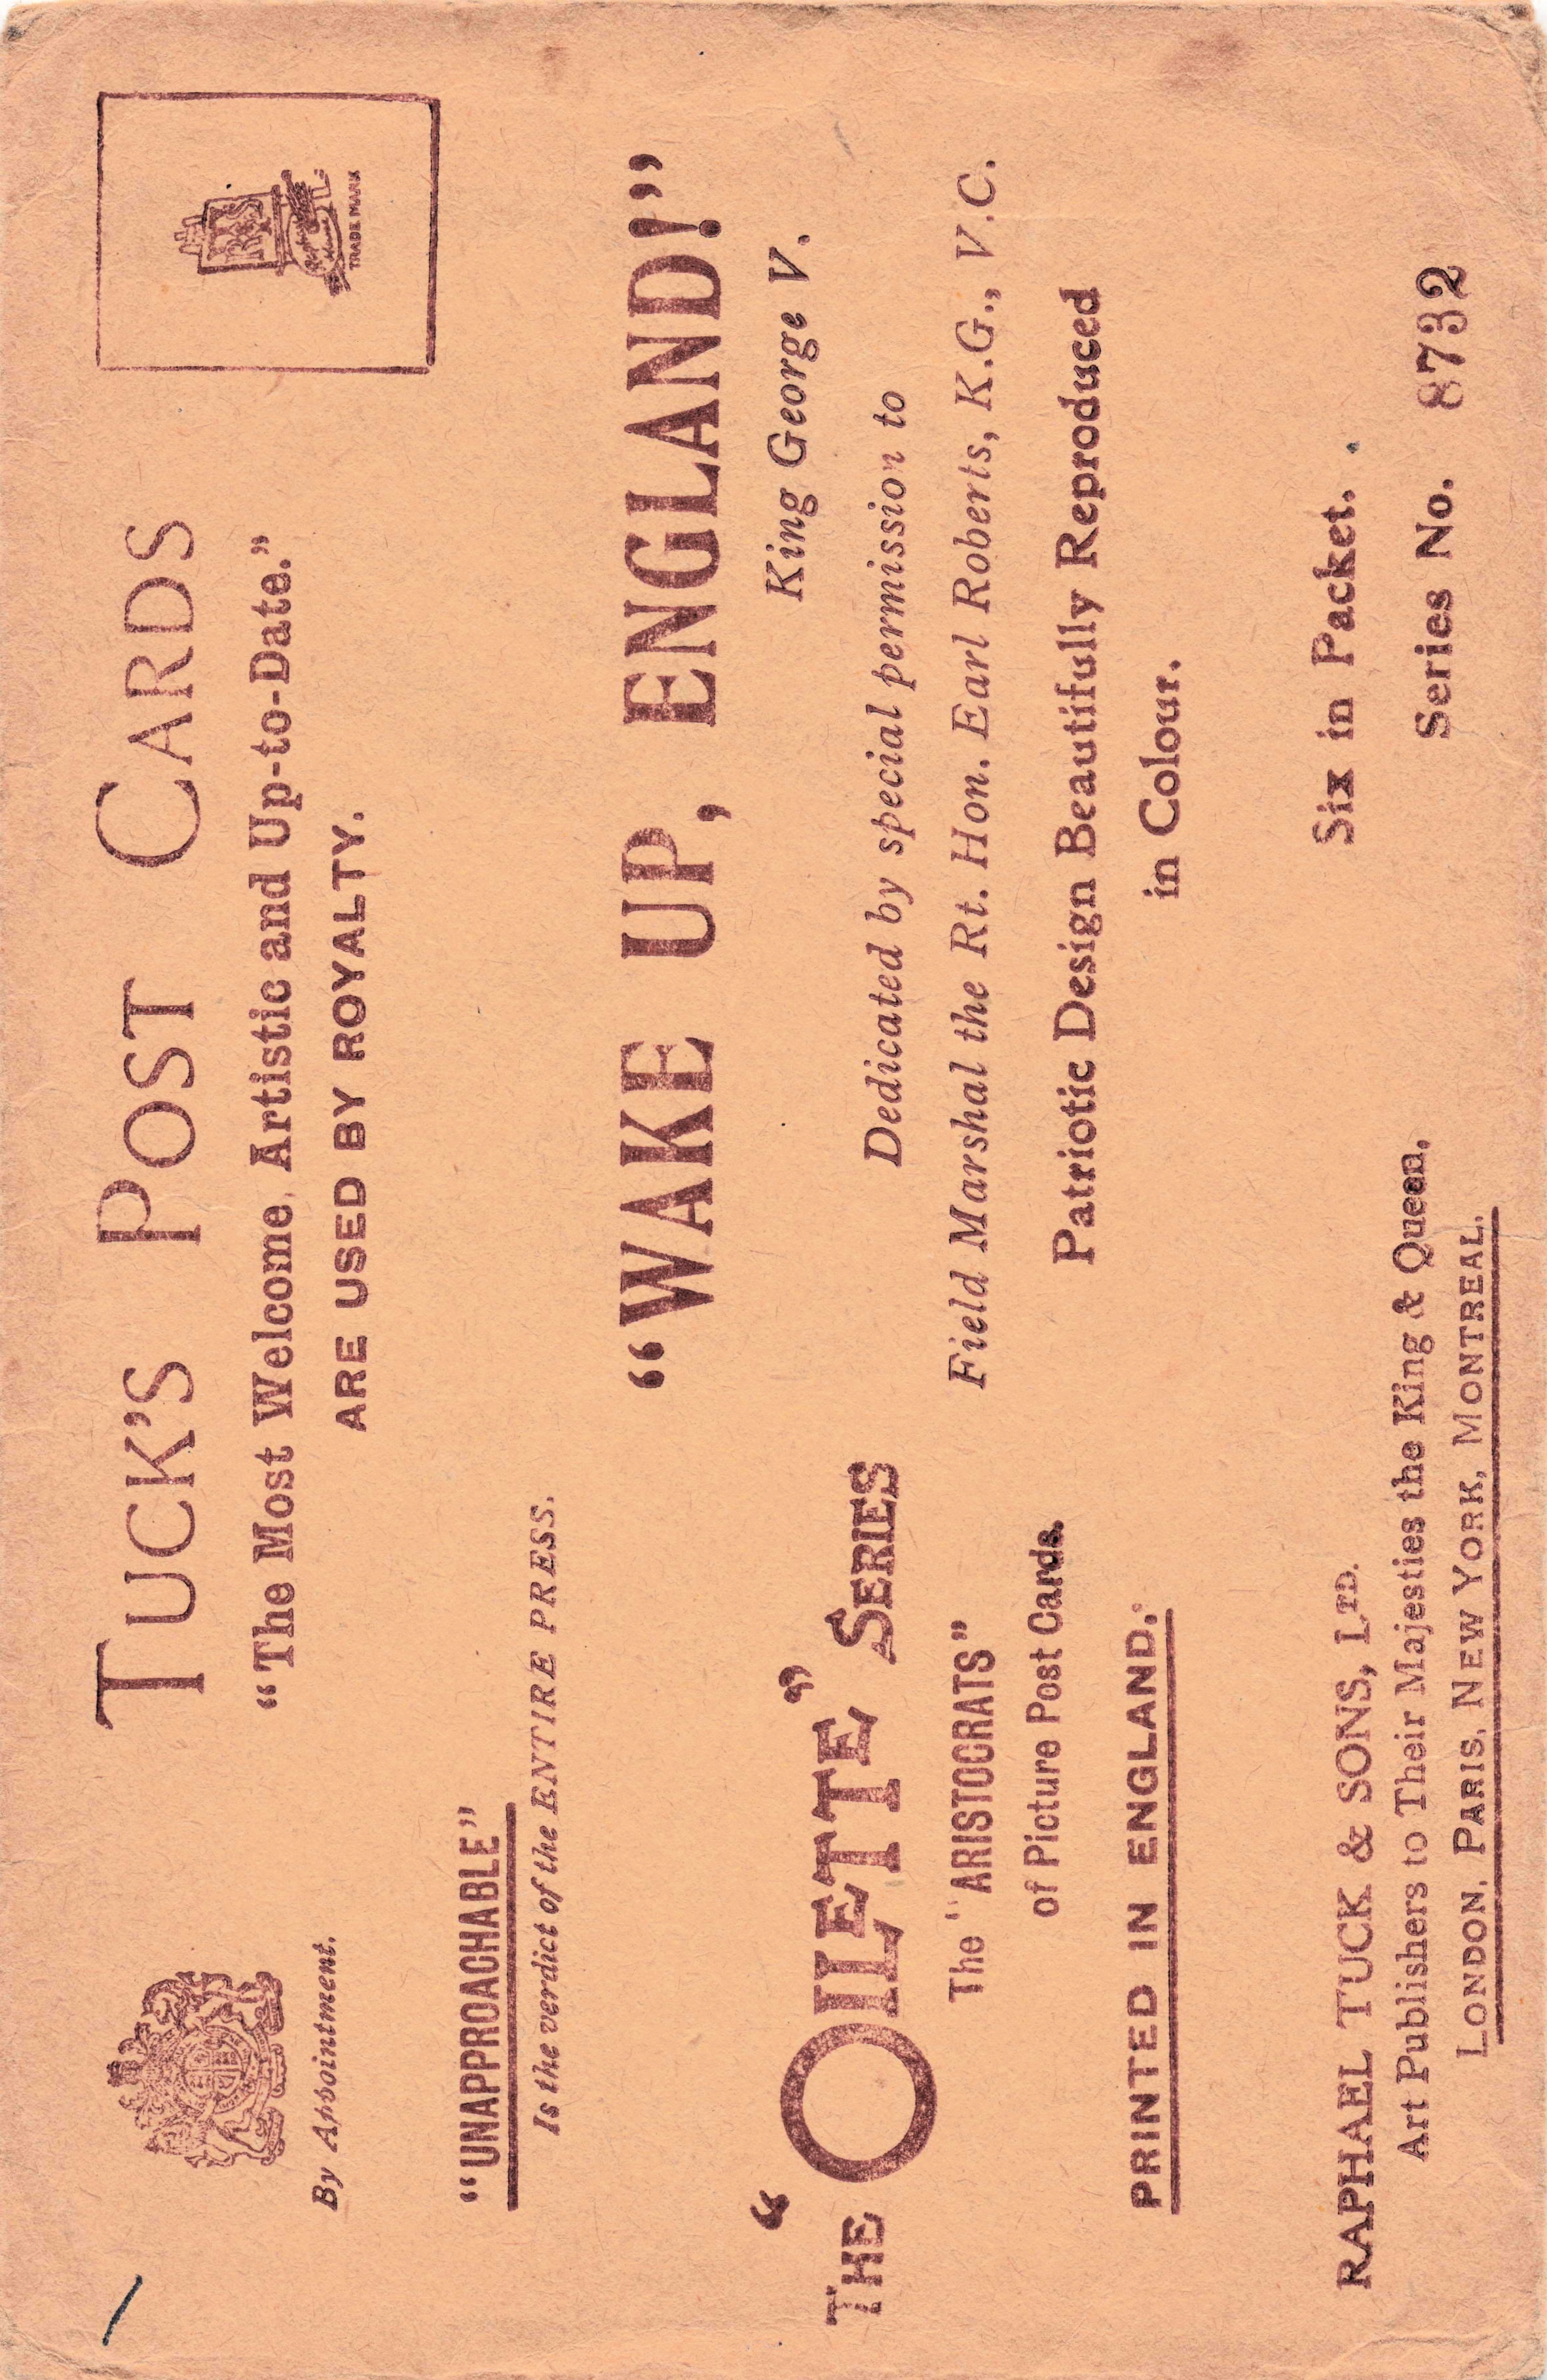 TUCK'S POST CARDS
"The Most Welcome, Artistic and Up-to-Date."
ARE USED BY ROYALTY.
By Appointment.
TRADE MARK
"UNAPPROACHABLE"
Is the verdict of the ENTIRE PRESS.
"WAKE UP, ENGLAND!"
King George V.
THE "OILETTE" SERIES
The "ARISTOCRATS"
of Picture Post Cards.
PRINTED IN ENGLAND.
Dedicated by special permission to
Field Marshal the Rt. Hon. Earl Roberts, K.G., V.C.
Patriotic Design Beautifully Reproduced
in Colour.
RAPHAEL TUCK & SONS, LTD.
Art Publishers to Their Majesties the King & Queen,
LONDON, PARIS, NEW YORK, MONTREAL.
Six in Packet.
Series No. 8732